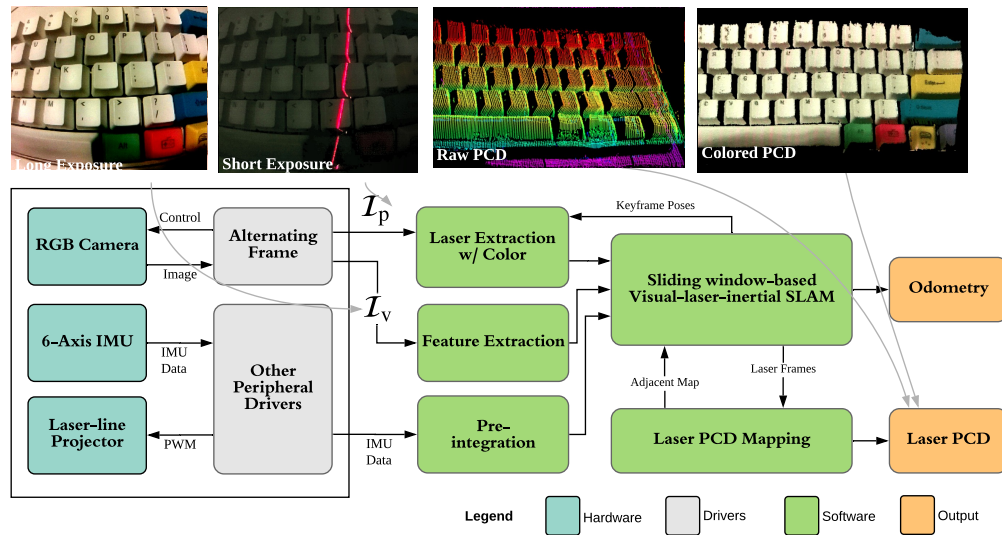 Long Exposure
Short Exposure
Raw PCD
Colored PCD
RGB Camera
Control
Image
Alternating
Frame
6-Axis IMU
IMU
Data
Other
Peripheral
Drivers
Laser-line
Projector
PWM
IMU
Data
𝓘p
𝓘v
Laser Extraction
w/ Color
Feature Extraction
Pre-
integration
Keyframe Poses
Sliding window-based
Visual-laser-inertial SLAM
Adjacent Map
Laser Frames
Laser PCD Mapping
Odometry
Laser PCD
Legend
Hardware
Drivers
Software
Output